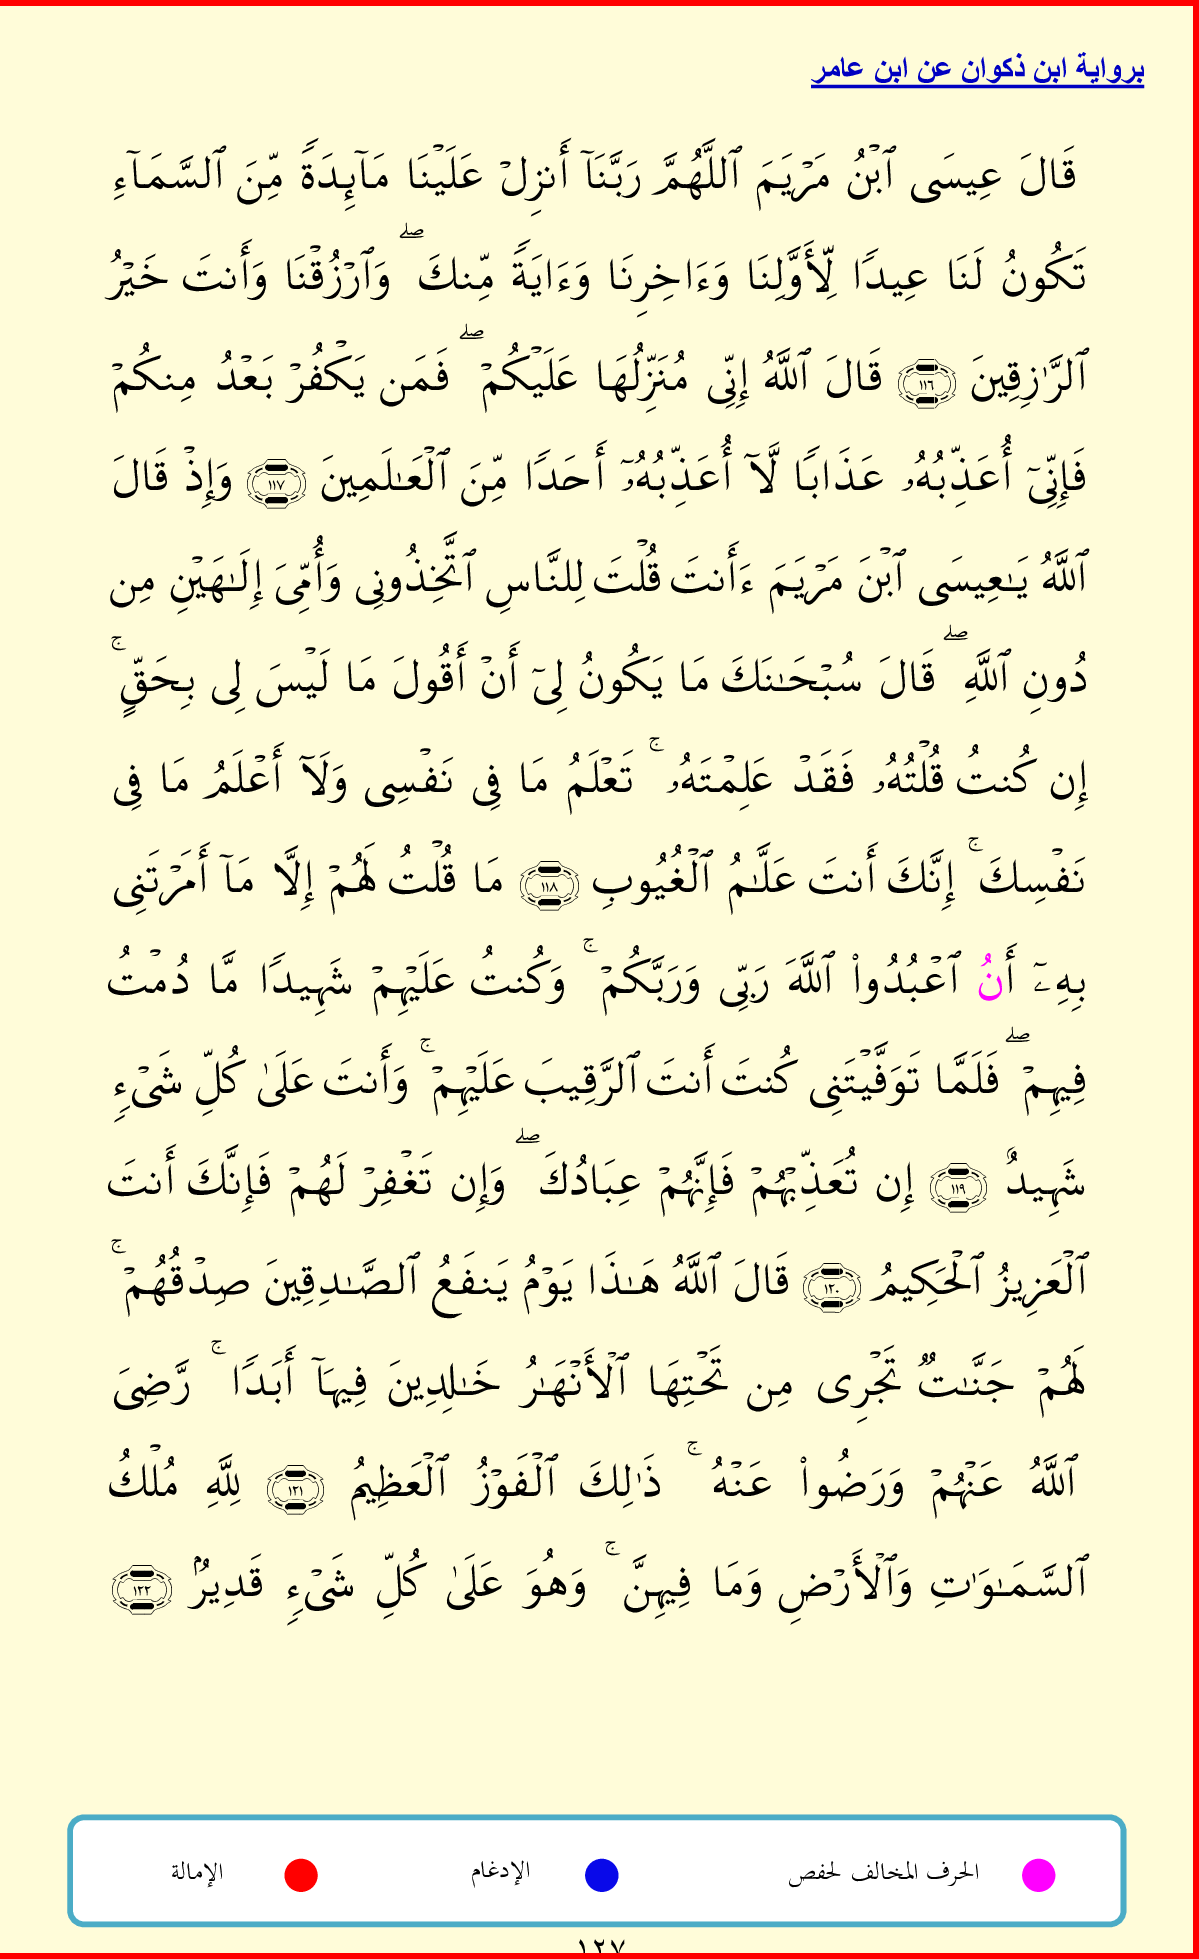 برواية ابن ذكوان عن ابن عامر
قَالَ عِيسَى ٱبْنُ مَرْيَمَ ٱللَّهُمَّ رَبَّنَآ أَنزِلْ عَلَيْنَا مَآئِدَةً مِّنَ ٱلسَّمَآءِ
تَكُونُ لَنَا عِيدًا لِّأَوَّلِنَا وَءَاخِرِنَا وَءَايَةً مِّنكَ ۖ وَٱرْزُقْنَا وَأَنتَ خَيْرُ
ٱلرَّٰزِقِينَ ١١٦ قَالَ ٱللَّهُ إِنِّى مُنَزِّلُهَا عَلَيْكُمْ ۖ فَمَن يَكْفُرْ بَعْدُ مِنكُمْ
فَإِنِّىٓ أُعَذِّبُهُۥ عَذَابًا لَّآ أُعَذِّبُهُۥٓ أَحَدًا مِّنَ ٱلْعَـٰلَمِينَ ١١٧ وَإِذْ قَالَ
ٱللَّهُ يَـٰعِيسَى ٱبْنَ مَرْيَمَ ءَأَنتَ قُلْتَ لِلنَّاسِ ٱتَّخِذُونِى وَأُمِّىَ إِلَـٰهَيْنِ مِن
دُونِ ٱللَّهِ ۖ قَالَ سُبْحَـٰنَكَ مَا يَكُونُ لِىٓ أَنْ أَقُولَ مَا لَيْسَ لِى بِحَقٍّ ۚ
إِن كُنتُ قُلْتُهُۥ فَقَدْ عَلِمْتَهُۥ ۚ تَعْلَمُ مَا فِى نَفْسِى وَلَآ أَعْلَمُ مَا فِى
نَفْسِكَ ۚ إِنَّكَ أَنتَ عَلَّـٰمُ ٱلْغُيُوبِ ١١٨ مَا قُلْتُ لَهُمْ إِلَّا مَآ أَمَرْتَنِى
بِهِۦٓ أَنُ ٱعْبُدُوا۟ ٱللَّهَ رَبِّى وَرَبَّكُمْ ۚ وَكُنتُ عَلَيْهِمْ شَهِيدًا مَّا دُمْتُ
فِيهِمْ ۖ فَلَمَّا تَوَفَّيْتَنِى كُنتَ أَنتَ ٱلرَّقِيبَ عَلَيْهِمْ ۚ وَأَنتَ عَلَىٰ كُلِّ شَىْءٍ
شَهِيدٌ ١١٩ إِن تُعَذِّبْهُمْ فَإِنَّهُمْ عِبَادُكَ ۖ وَإِن تَغْفِرْ لَهُمْ فَإِنَّكَ أَنتَ
ٱلْعَزِيزُ ٱلْحَكِيمُ ١٢٠ قَالَ ٱللَّهُ هَـٰذَا يَوْمُ يَنفَعُ ٱلصَّـٰدِقِينَ صِدْقُهُمْ ۚ
لَهُمْ جَنَّـٰتٌ تَجْرِى مِن تَحْتِهَا ٱلْأَنْهَـٰرُ خَـٰلِدِينَ فِيهَآ أَبَدًا ۚ رَّضِىَ
ٱللَّهُ عَنْهُمْ وَرَضُوا۟ عَنْهُ ۚ ذَٰلِكَ ٱلْفَوْزُ ٱلْعَظِيمُ ١٢١ لِلَّهِ مُلْكُ
ٱلسَّمَـٰوَٰتِ وَٱلْأَرْضِ وَمَا فِيهِنَّ ۚ وَهُوَ عَلَىٰ كُلِّ شَىْءٍ قَدِيرٌۢ ١٢٢
الحرف المخالف لحفص الإدغام الإمالة
١٢٧